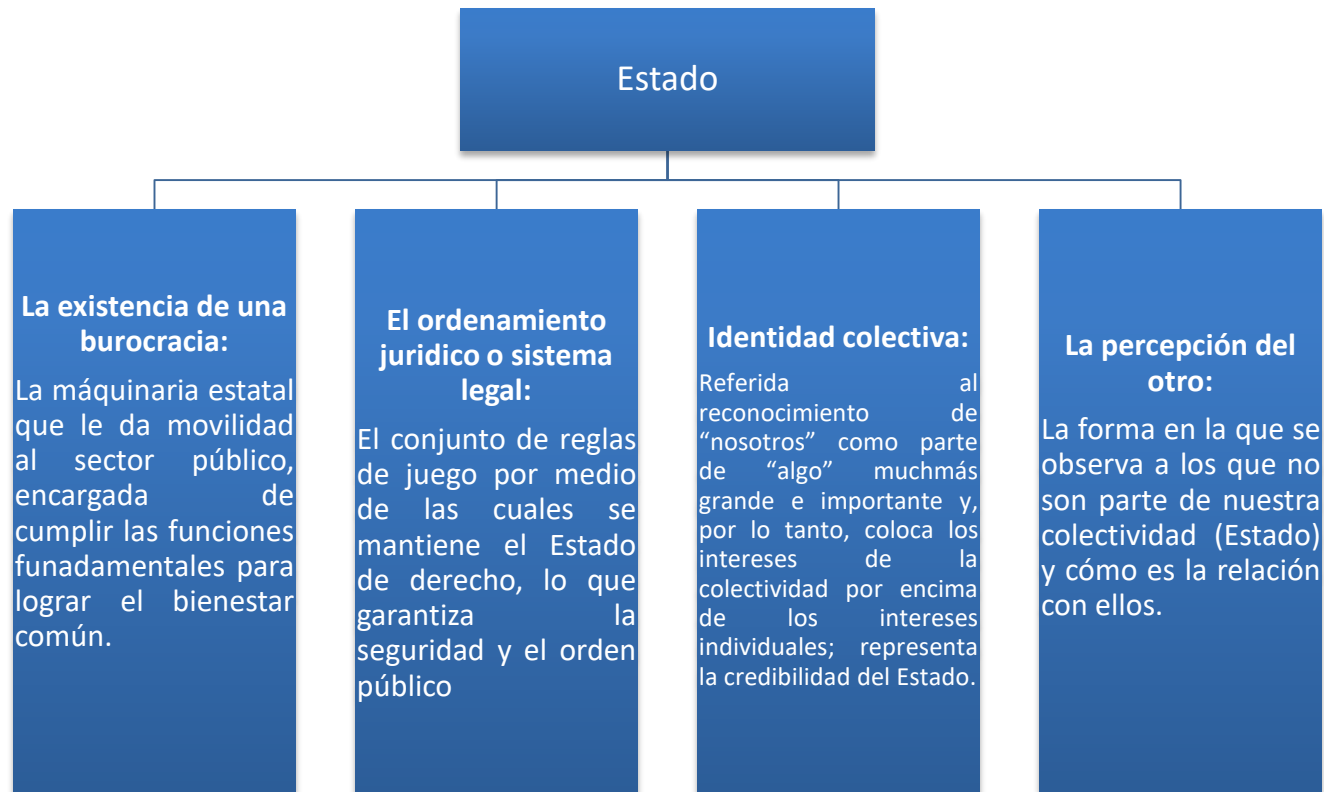 Estado
La existencia de una
burocracia:
La máquinaria estatal
que le da movilidad
al sector público,
encargada de
cumplir las funciones
funadamentales para
lograr el bienestar
común.
El ordenamiento
juridico o sistema
legal:
El conjunto de reglas
de juego por medio
de las cuales se
mantiene el Estado
de derecho, lo que
garantiza la
seguridad y el orden
público
Identidad colectiva:
Referida al
reconocimiento de
“nosotros” como parte
de “algo” muchmás
grande e importante y,
por lo tanto, coloca los
intereses de la
colectividad por encima
de los intereses
individuales; representa
la credibilidad del Estado.
La percepción del
otro:
La forma en la que se
observa a los que no
son parte de nuestra
colectividad (Estado)
y cómo es la relación
con ellos.